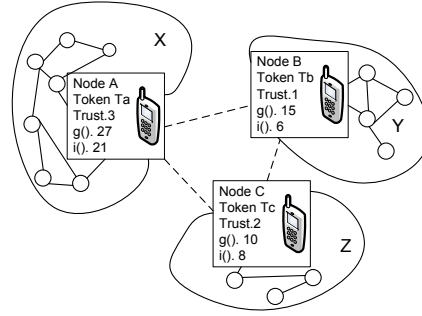 X
Node A
Token Ta
Trust.3
g(). 27
i(). 21
Node B
Token Tb
Trust.1
g(). 15
i(). 6
Y
Node C
Token Tc
Trust.2
g(). 10
i(). 8
Z